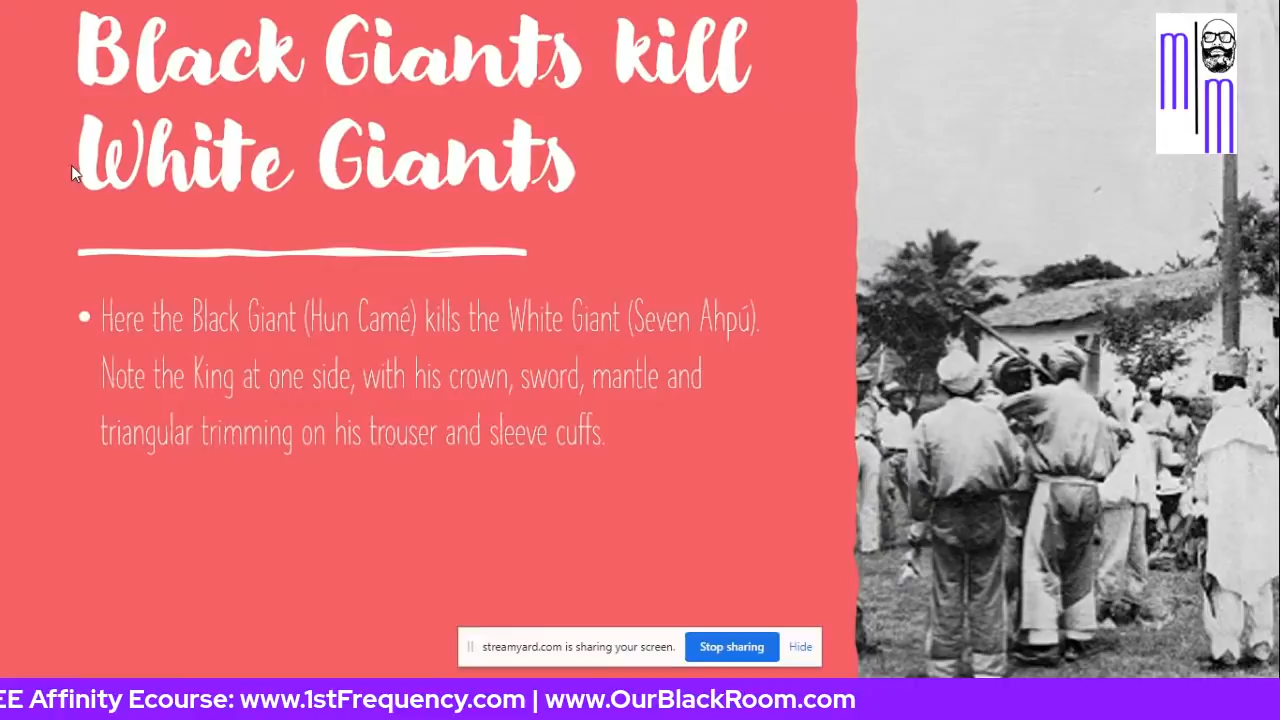 Black Giants kill
White Giants
• Here the Black Giant (Hun Camé) kills the White Giant (Seven Ahpú).
Note the King at one side, with his crown, sword, mantle and
triangular trimming on his trouser and sleeve cuffs.
m
m
streamyard.com is sharing your screen. Stop sharing Hide
EE Affinity Ecourse: www.1stFrequency.com | www.OurBlackRoom.com